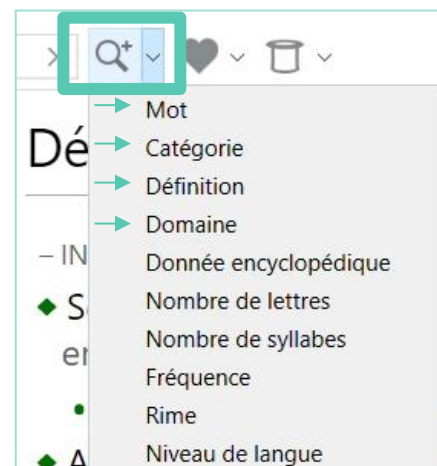 Mot
Dé
Catégorie
Définition
Domaine
– IN
Donnée encyclopédique
S
Nombre de lettres
er
Nombre de syllabes
Fréquence
Rime
A
Niveau de langue